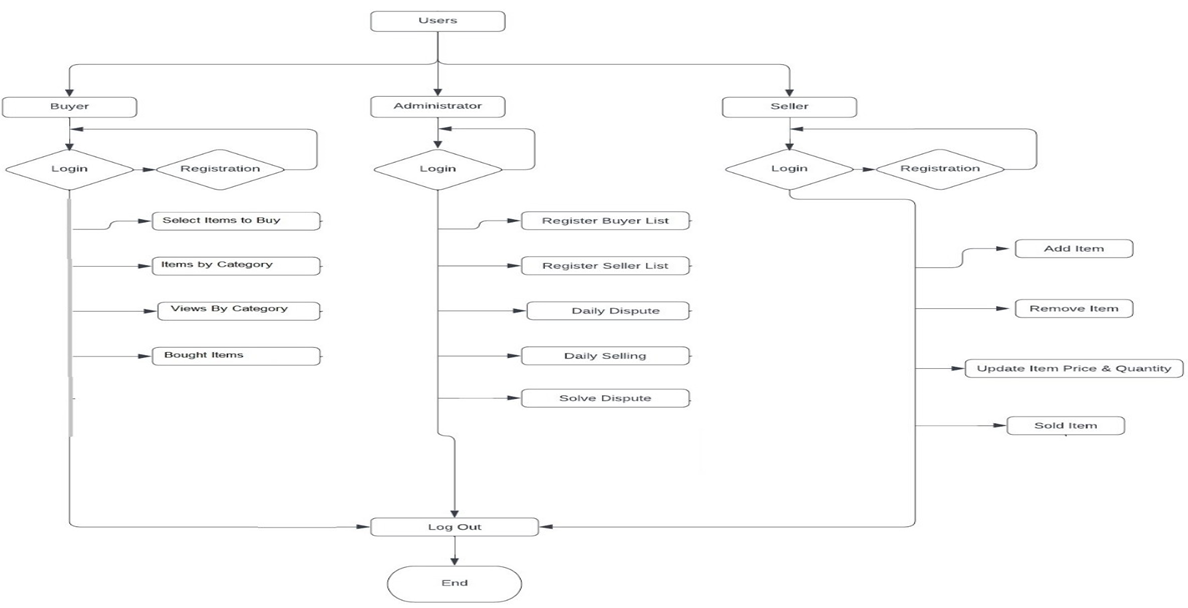 Users
Buyer
Administrator
Seller
Login
Registration
Login
Login
Registration
Select Items to Buy
Items by Category
Views By Category
Bought Items
Register Buyer List
Register Seller List
Daily Dispute
Daily Selling
Solve Dispute
Add Item
Remove Item
Update Item Price & Quantity
Sold Item
Log Out
End